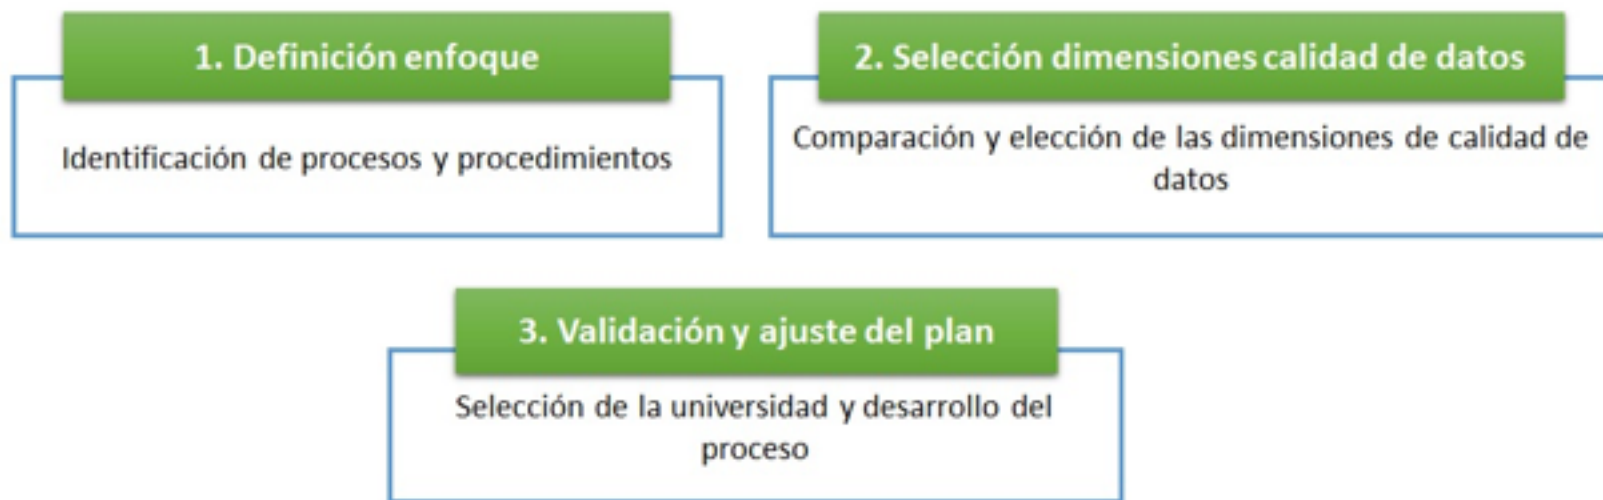 1. Definición enfoque
Identificación de procesos y procedimientos
2. Selección dimensiones calidad de datos
Comparación y elección de las dimensiones de calidad de
datos
3. Validación y ajuste del plan
Selección de la universidad y desarrollo del
proceso